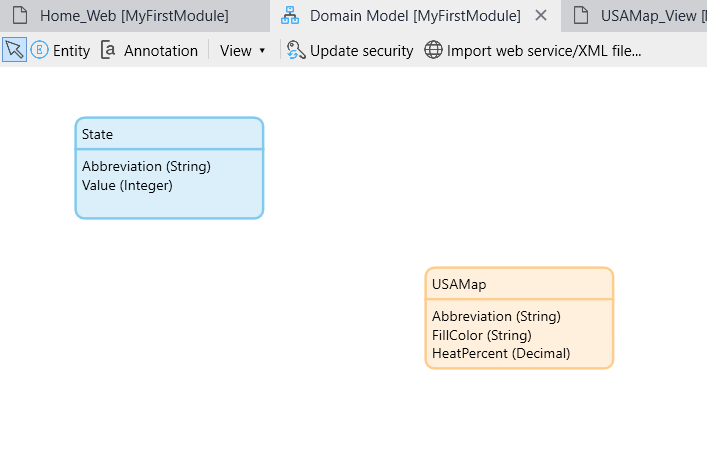 Home_Web [MyFirstModule]
Domain Model [MyFirstModule]
USAMap_View [
Entity
Annotation
View
Update security
Import web service/XML file...
State
Abbreviation (String)
Value (Integer)
USAMap
Abbreviation (String)
FillColor (String)
HeatPercent (Decimal)